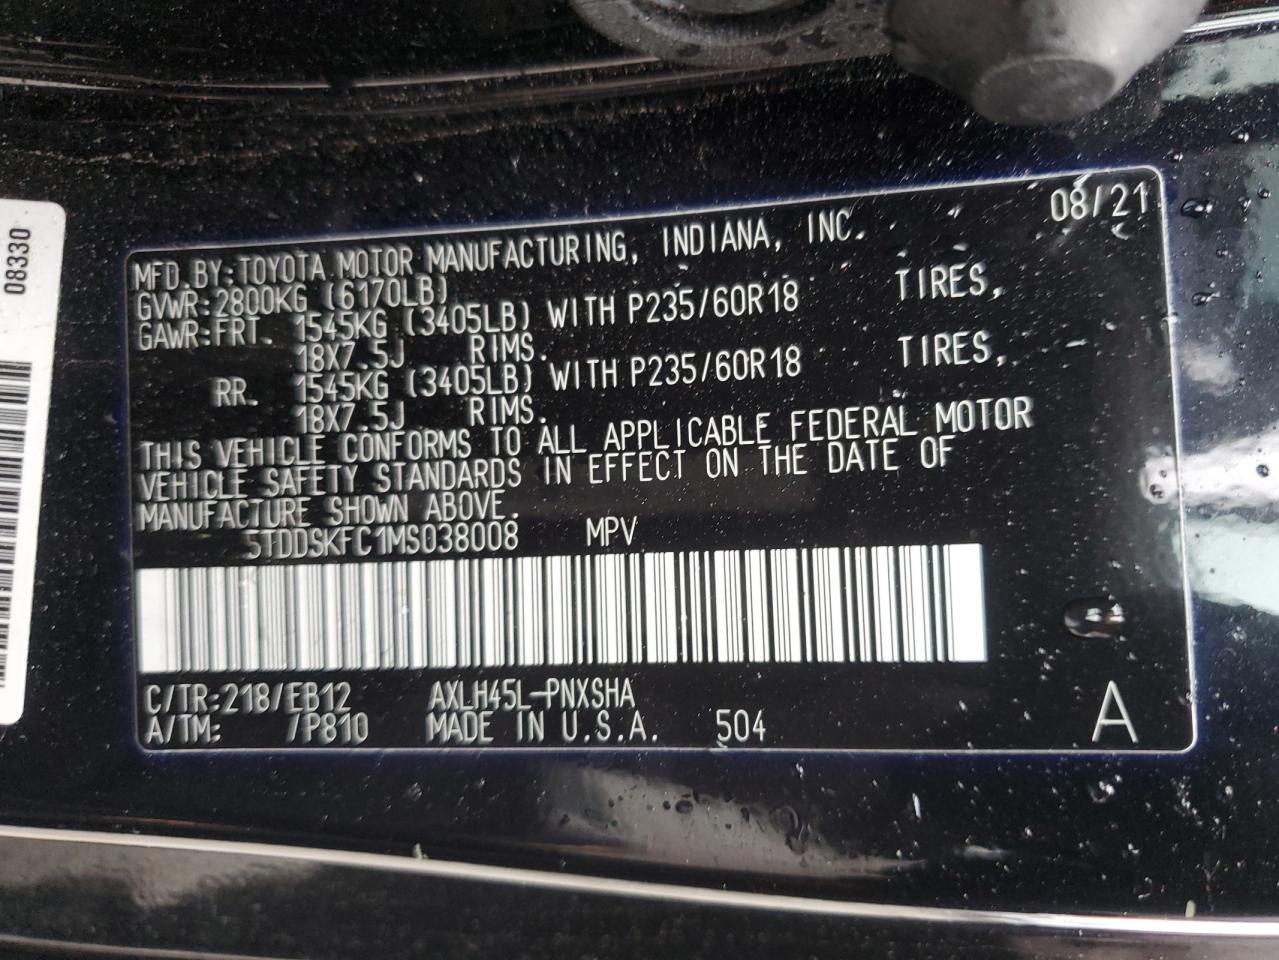 08330
08/21
MFD.BY:TOYOTA MOTOR MANUFACTURING, INDIANA, INC.
GVWR:2800KG (6170LB)
GAWR:FRT. 1545KG (3405LB) WITH P235/60R18 TIRES,
18X7.5J RIMS.
RR. 1545KG (3405LB) WITH P235/60R18 TIRES,
18X7.5J RIMS.
THIS VEHICLE CONFORMS TO ALL APPLICABLE FEDERAL MOTOR
VEHICLE SAFETY STANDARDS IN EFFECT ON THE DATE OF
MANUFACTURE SHOWN ABOVE.
5TDDSKFC1MS038008 MPV
C/TR:218/EB12 AXLH45L-PNXSHA
A/TM: /P810 MADE IN U.S.A. 504
A